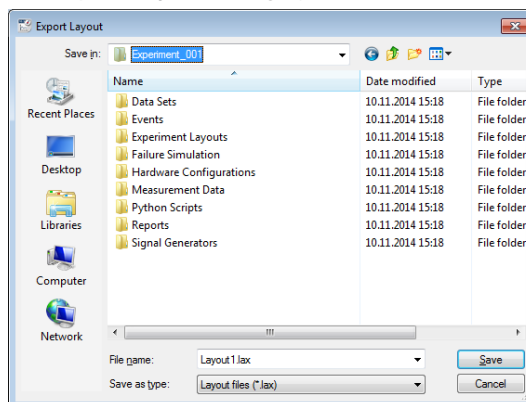 Export Layout
Save in: Experiment_001
Name Date modified Type
Data Sets 10.11.2014 15:18 File folder
Events 10.11.2014 15:18 File folder
Experiment Layouts 10.11.2014 15:18 File folder
Failure Simulation 10.11.2014 15:18 File folder
Hardware Configurations 10.11.2014 15:18 File folder
Measurement Data 10.11.2014 15:18 File folder
Python Scripts 10.11.2014 15:18 File folder
Reports 10.11.2014 15:18 File folder
Signal Generators 10.11.2014 15:18 File folder
Recent Places
Desktop
Libraries
Computer
Network
File name: Layout1.lax Save
Save as type: Layout files (*.lax) Cancel